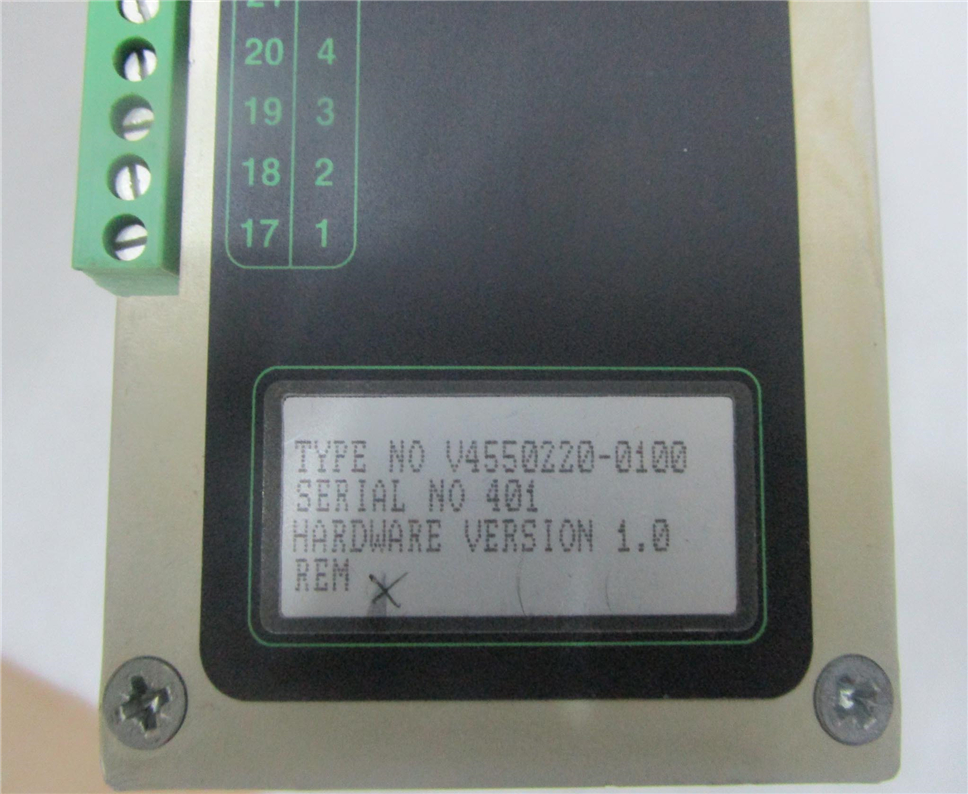 21
20 4
19 3
18 2
17 1
TYPE NO V4550220-0100
SERIAL NO 401
HARDWARE VERSION 1.0
REM